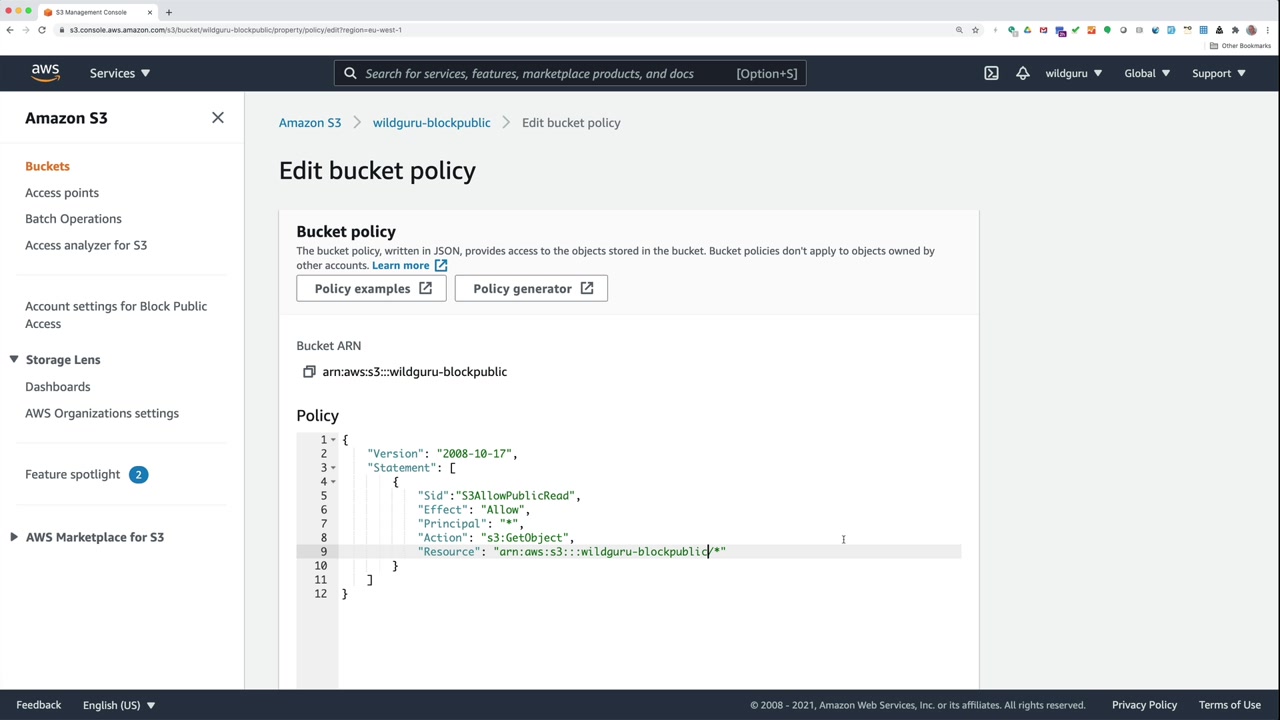 S3 Management Console
s3.console.aws.amazon.com/s3/bucket/wildguru-blockpublic/property/policy/edit?region=eu-west-1
Other Bookmarks
aws
Services
Search for services, features, marketplace products, and docs [Option+S]
wildguru
Global
Support
Amazon S3
Buckets
Access points
Batch Operations
Access analyzer for S3
Account settings for Block Public
Access
Storage Lens
Dashboards
AWS Organizations settings
Feature spotlight 2
AWS Marketplace for S3
Amazon S3 > wildguru-blockpublic > Edit bucket policy
Edit bucket policy
Bucket policy
The bucket policy, written in JSON, provides access to the objects stored in the bucket. Bucket policies don't apply to objects owned by
other accounts. Learn more
Policy examples
Policy generator
Bucket ARN
arn:aws:s3:::wildguru-blockpublic
Policy
1 {
2 "Version": "2008-10-17",
3 "Statement": [
4 {
5 "Sid":"S3AllowPublicRead",
6 "Effect": "Allow",
7 "Principal": "*",
8 "Action": "s3:GetObject",
9 "Resource": "arn:aws:s3:::wildguru-blockpublic/*"
10 }
11 ]
12 }
Feedback
English (US)
© 2008 - 2021, Amazon Web Services, Inc. or its affiliates. All rights reserved.
Privacy Policy
Terms of Use